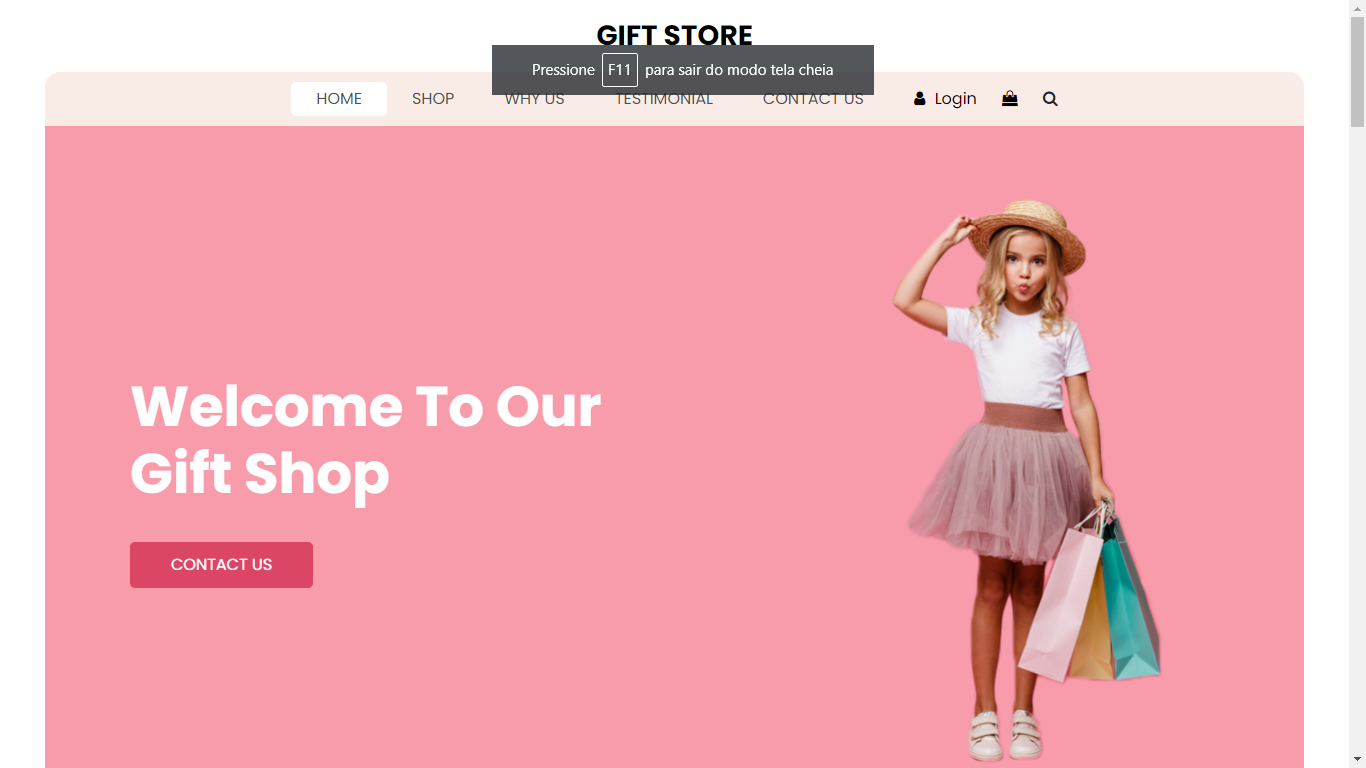 GIFT STORE
Pressione F11 para sair do modo tela cheia
HOME SHOP WHY US TESTIMONIAL CONTACT US Login
Welcome To Our
Gift Shop
CONTACT US